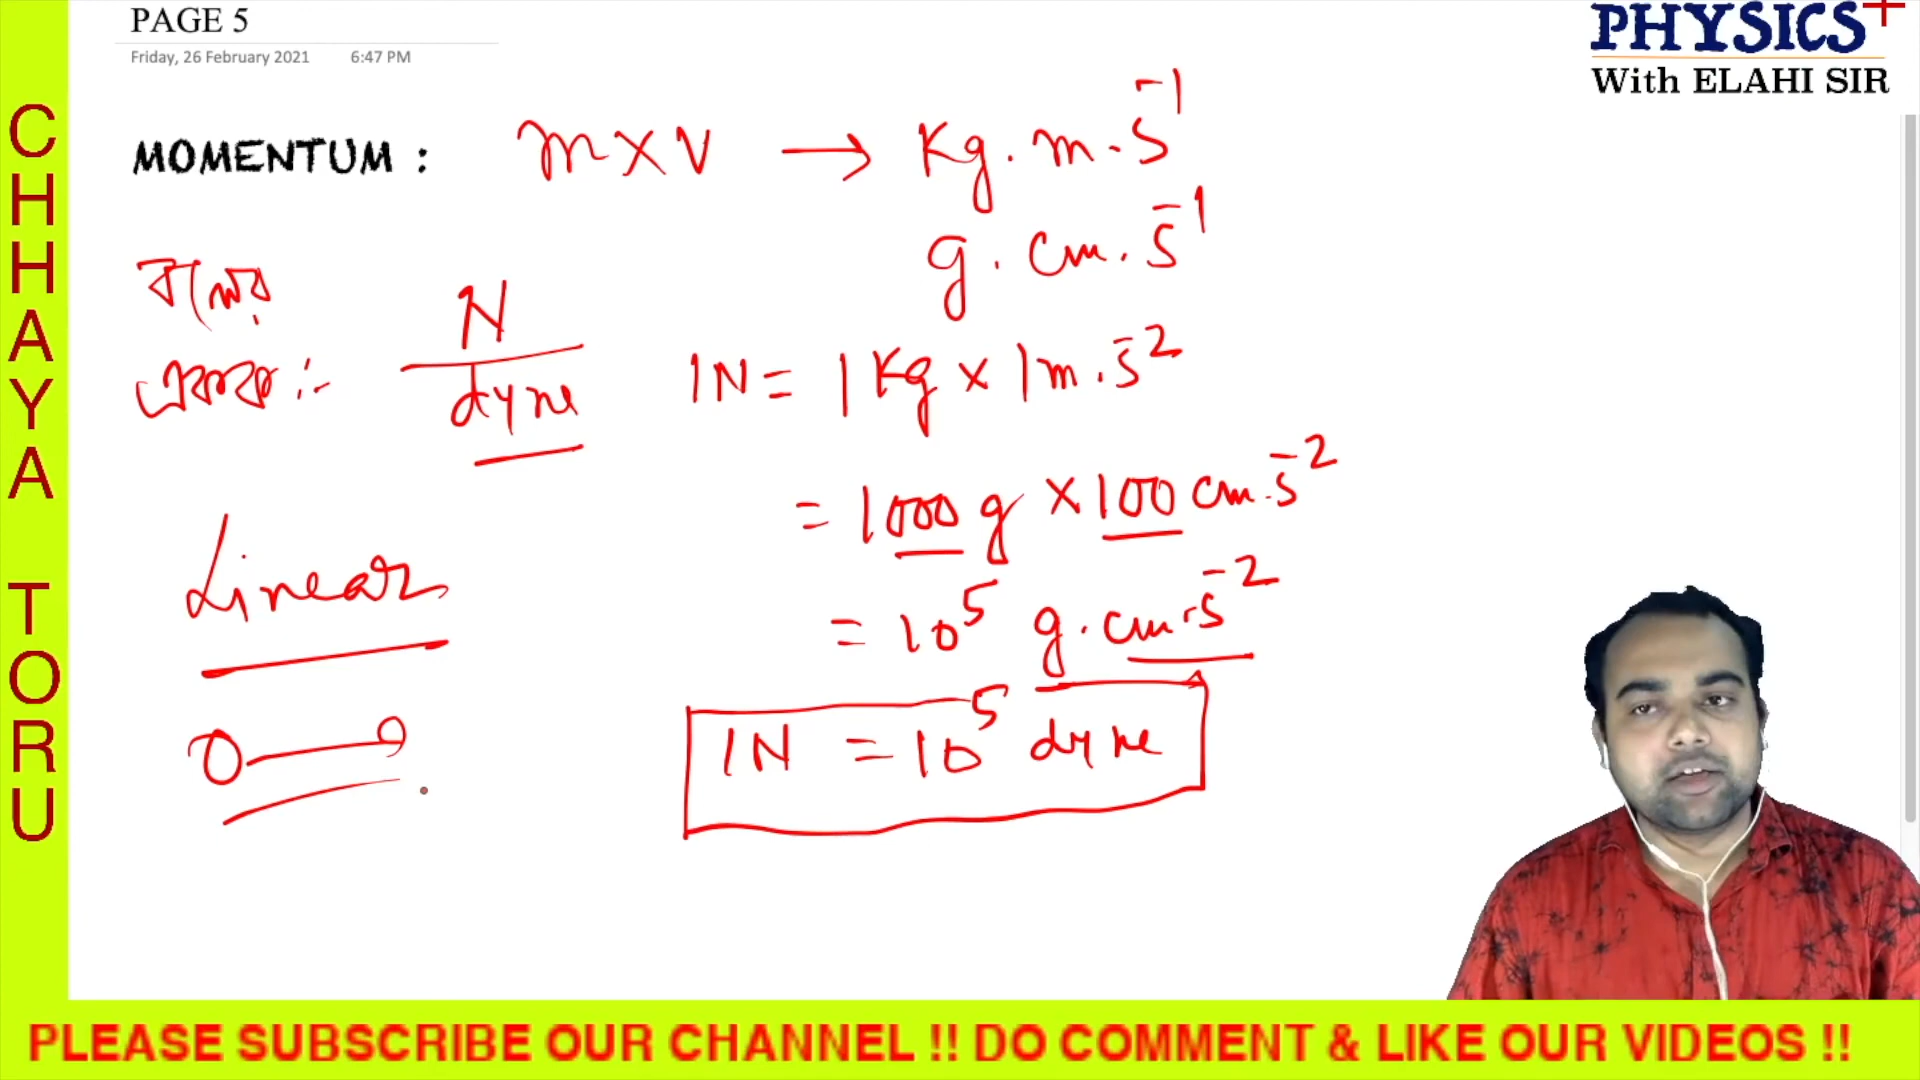 PAGE 5
Friday, 26 February 2021 6:47 PM
PHYSICS+
With ELAHI SIR
CHHAYA TORU
MOMENTUM : m × v → Kg. m. s⁻¹
g. cm. s⁻¹
বলের
একক :-
N
dyne
1N = 1 Kg × 1m. s⁻²
= 1000 g × 100 cm. s⁻²
= 10⁵ g. cm. s⁻²
1N = 10⁵ dyne
Linear
PLEASE SUBSCRIBE OUR CHANNEL !! DO COMMENT & LIKE OUR VIDEOS !!